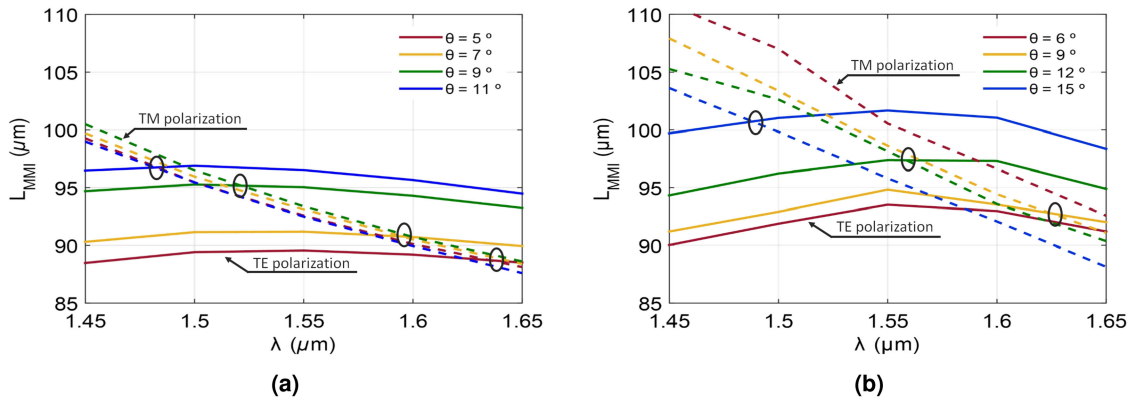 110
105
100
95
90
85
L_MMI (μm)
1.45
1.5
1.55
1.6
1.65
λ (μm)
TM polarization
TE polarization
θ = 5 º
θ = 7 º
θ = 9 º
θ = 11 º
(a)
110
105
100
95
90
85
L_MMI (μm)
1.45
1.5
1.55
1.6
1.65
λ (μm)
TM polarization
TE polarization
θ = 6 º
θ = 9 º
θ = 12 º
θ = 15 º
(b)